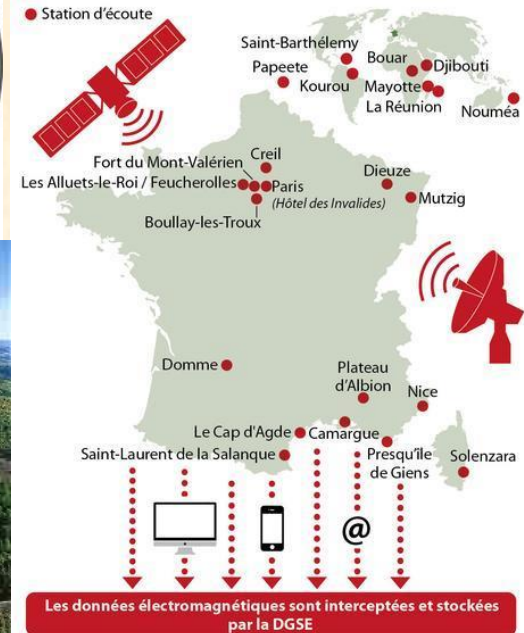 Station d'écoute
Saint-Barthélemy
Papeete
Kourou
Bouar
Djibouti
Mayotte
La Réunion
Nouméa
Creil
Fort du Mont-Valérien
Les Alluets-le-Roi / Feucherolles
Paris
(Hôtel des Invalides)
Boullay-les-Troux
Dieuze
Mutzig
Domme
Plateau
d'Albion
Nice
Le Cap d'Agde
Camargue
Saint-Laurent de la Salanque
Presqu'île
de Giens
Solenzara
@
Les données électromagnétiques sont interceptées et stockées
par la DGSE